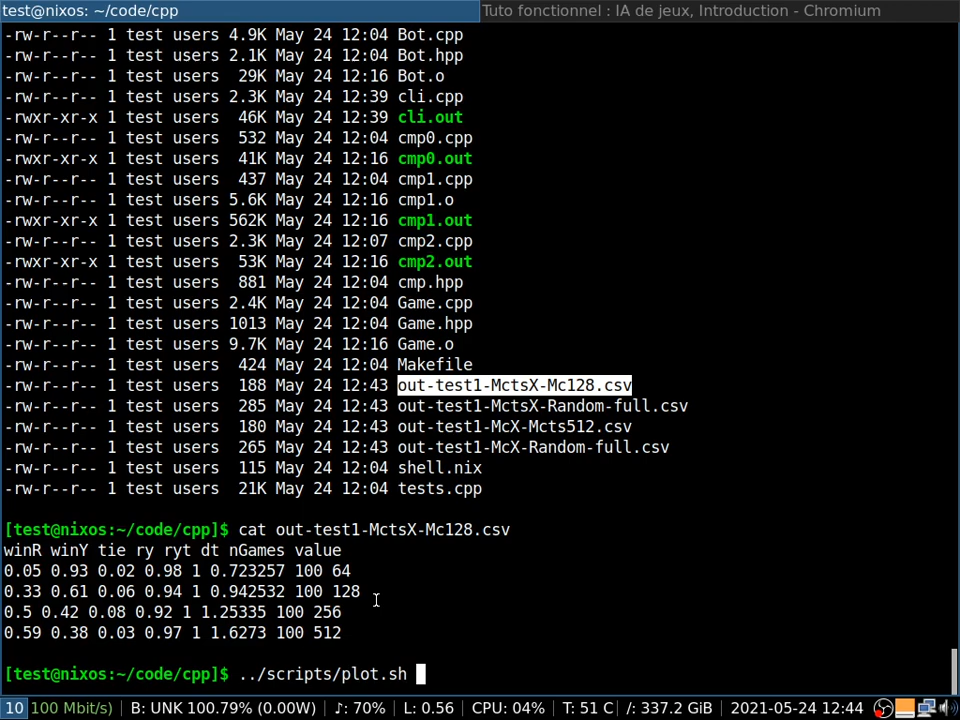 test@nixos: ~/code/cpp Tuto fonctionnel : IA de jeux, Introduction - Chromium
-rw-r--r-- 1 test users 4.9K May 24 12:04 Bot.cpp
-rw-r--r-- 1 test users 2.1K May 24 12:04 Bot.hpp
-rw-r--r-- 1 test users  29K May 24 12:16 Bot.o
-rw-r--r-- 1 test users 2.3K May 24 12:39 cli.cpp
-rwxr-xr-x 1 test users  46K May 24 12:39 cli.out
-rw-r--r-- 1 test users  532 May 24 12:04 cmp0.cpp
-rwxr-xr-x 1 test users  41K May 24 12:16 cmp0.out
-rw-r--r-- 1 test users  437 May 24 12:04 cmp1.cpp
-rw-r--r-- 1 test users 5.6K May 24 12:16 cmp1.o
-rwxr-xr-x 1 test users 562K May 24 12:16 cmp1.out
-rw-r--r-- 1 test users 2.3K May 24 12:07 cmp2.cpp
-rwxr-xr-x 1 test users  53K May 24 12:16 cmp2.out
-rw-r--r-- 1 test users  881 May 24 12:04 cmp.hpp
-rw-r--r-- 1 test users 2.4K May 24 12:04 Game.cpp
-rw-r--r-- 1 test users 1013 May 24 12:04 Game.hpp
-rw-r--r-- 1 test users 9.7K May 24 12:16 Game.o
-rw-r--r-- 1 test users  424 May 24 12:04 Makefile
-rw-r--r-- 1 test users  188 May 24 12:43 out-test1-MctsX-Mc128.csv
-rw-r--r-- 1 test users  285 May 24 12:43 out-test1-MctsX-Random-full.csv
-rw-r--r-- 1 test users  180 May 24 12:43 out-test1-McX-Mcts512.csv
-rw-r--r-- 1 test users  265 May 24 12:43 out-test1-McX-Random-full.csv
-rw-r--r-- 1 test users  115 May 24 12:04 shell.nix
-rw-r--r-- 1 test users  21K May 24 12:04 tests.cpp
[test@nixos:~/code/cpp]$ cat out-test1-MctsX-Mc128.csv
winR winY tie ry ryt dt nGames value
0.05 0.93 0.02 0.98 1 0.723257 100 64
0.33 0.61 0.06 0.94 1 0.942532 100 128
0.5 0.42 0.08 0.92 1 1.25335 100 256
0.59 0.38 0.03 0.97 1 1.6273 100 512
[test@nixos:~/code/cpp]$ ../scripts/plot.sh
10 100 Mbit/s) | B: UNK 100.79% (0.00W) | ♪: 70% | L: 0.56 | CPU: 04% | T: 51 C | /: 337.2 GiB | 2021-05-24 12:44